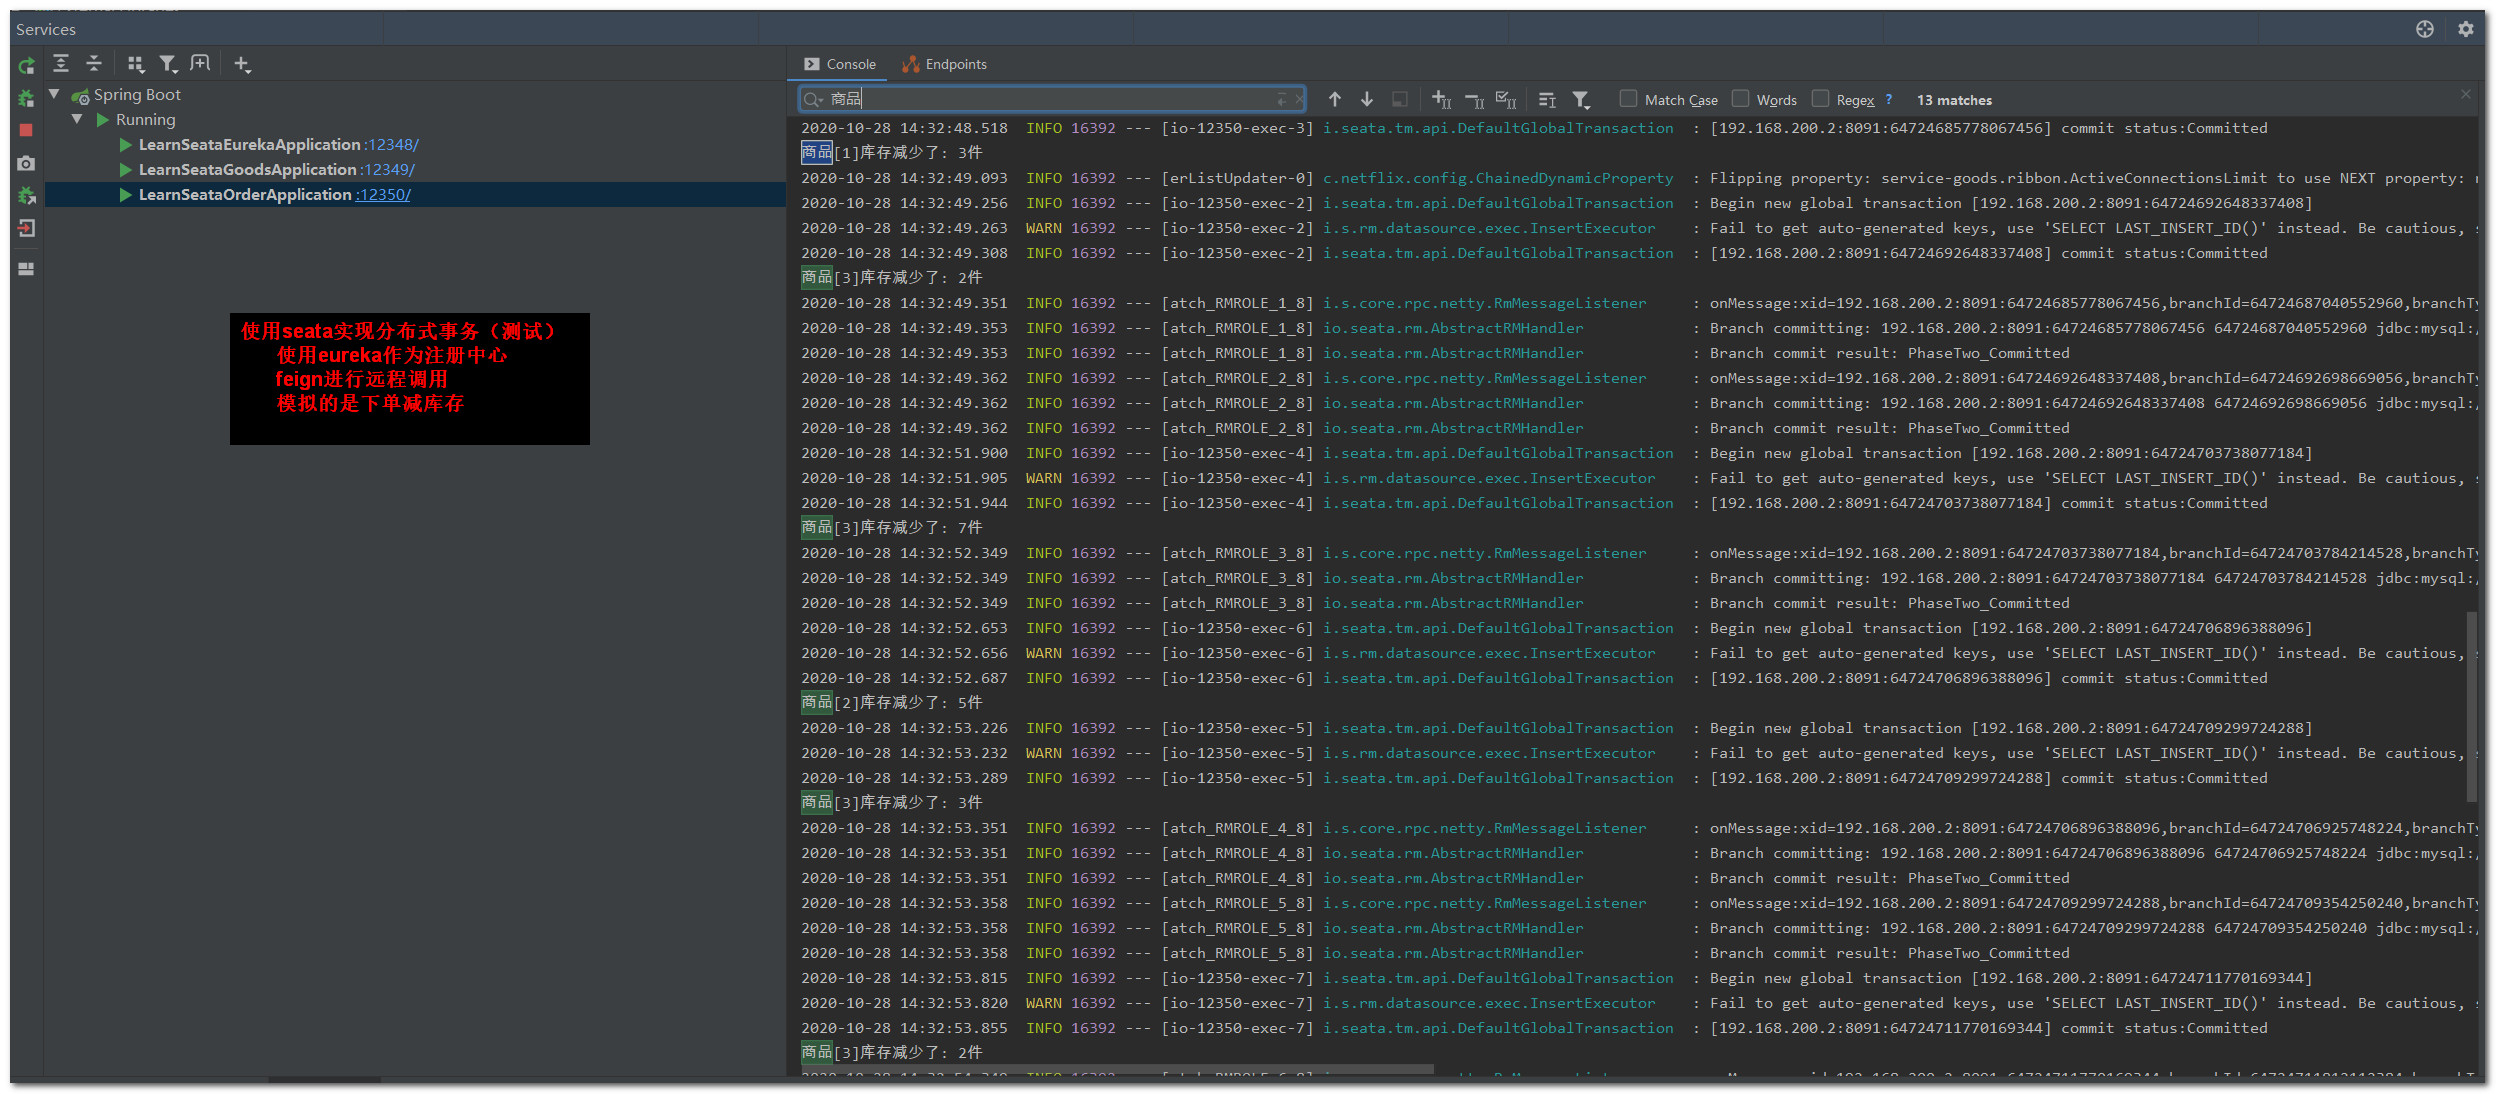 Services
Spring Boot
Running
LearnSeataEurekaApplication :12348/
LearnSeataGoodsApplication :12349/
LearnSeataOrderApplication :12350/
使用seata实现分布式事务（测试）
使用eureka作为注册中心
feign进行远程调用
模拟的是下单减库存
Console Endpoints
商品 Match Case Words Regex ? 13 matches
2020-10-28 14:32:48.518 INFO 16392 --- [io-12350-exec-3] i.seata.tm.api.DefaultGlobalTransaction : [192.168.200.2:8091:64724685778067456] commit status:Committed
商品[1]库存减少了: 3件
2020-10-28 14:32:49.093 INFO 16392 --- [erListUpdater-0] c.netflix.config.ChainedDynamicProperty : Flipping property: service-goods.ribbon.ActiveConnectionsLimit to use NEXT property:
2020-10-28 14:32:49.256 INFO 16392 --- [io-12350-exec-2] i.seata.tm.api.DefaultGlobalTransaction : Begin new global transaction [192.168.200.2:8091:64724692648337408]
2020-10-28 14:32:49.263 WARN 16392 --- [io-12350-exec-2] i.s.rm.datasource.exec.InsertExecutor : Fail to get auto-generated keys, use 'SELECT LAST_INSERT_ID()' instead. Be cautious,
2020-10-28 14:32:49.308 INFO 16392 --- [io-12350-exec-2] i.seata.tm.api.DefaultGlobalTransaction : [192.168.200.2:8091:64724692648337408] commit status:Committed
商品[3]库存减少了: 2件
2020-10-28 14:32:49.351 INFO 16392 --- [atch_RMROLE_1_8] i.s.core.rpc.netty.RmMessageListener : onMessage:xid=192.168.200.2:8091:64724685778067456,branchId=64724687040552960,branchTy
2020-10-28 14:32:49.353 INFO 16392 --- [atch_RMROLE_1_8] io.seata.rm.AbstractRMHandler : Branch committing: 192.168.200.2:8091:64724685778067456 64724687040552960 jdbc:mysql:/
2020-10-28 14:32:49.353 INFO 16392 --- [atch_RMROLE_1_8] io.seata.rm.AbstractRMHandler : Branch commit result: PhaseTwo_Committed
2020-10-28 14:32:49.362 INFO 16392 --- [atch_RMROLE_2_8] i.s.core.rpc.netty.RmMessageListener : onMessage:xid=192.168.200.2:8091:64724692648337408,branchId=64724692698669056,branchTy
2020-10-28 14:32:49.362 INFO 16392 --- [atch_RMROLE_2_8] io.seata.rm.AbstractRMHandler : Branch committing: 192.168.200.2:8091:64724692648337408 64724692698669056 jdbc:mysql:/
2020-10-28 14:32:49.362 INFO 16392 --- [atch_RMROLE_2_8] io.seata.rm.AbstractRMHandler : Branch commit result: PhaseTwo_Committed
2020-10-28 14:32:51.900 INFO 16392 --- [io-12350-exec-4] i.seata.tm.api.DefaultGlobalTransaction : Begin new global transaction [192.168.200.2:8091:64724703738077184]
2020-10-28 14:32:51.905 WARN 16392 --- [io-12350-exec-4] i.s.rm.datasource.exec.InsertExecutor : Fail to get auto-generated keys, use 'SELECT LAST_INSERT_ID()' instead. Be cautious,
2020-10-28 14:32:51.944 INFO 16392 --- [io-12350-exec-4] i.seata.tm.api.DefaultGlobalTransaction : [192.168.200.2:8091:64724703738077184] commit status:Committed
商品[3]库存减少了: 7件
2020-10-28 14:32:52.349 INFO 16392 --- [atch_RMROLE_3_8] i.s.core.rpc.netty.RmMessageListener : onMessage:xid=192.168.200.2:8091:64724703738077184,branchId=64724703784214528,branchTy
2020-10-28 14:32:52.349 INFO 16392 --- [atch_RMROLE_3_8] io.seata.rm.AbstractRMHandler : Branch committing: 192.168.200.2:8091:64724703738077184 64724703784214528 jdbc:mysql:/
2020-10-28 14:32:52.349 INFO 16392 --- [atch_RMROLE_3_8] io.seata.rm.AbstractRMHandler : Branch commit result: PhaseTwo_Committed
2020-10-28 14:32:52.653 INFO 16392 --- [io-12350-exec-6] i.seata.tm.api.DefaultGlobalTransaction : Begin new global transaction [192.168.200.2:8091:64724706896388096]
2020-10-28 14:32:52.656 WARN 16392 --- [io-12350-exec-6] i.s.rm.datasource.exec.InsertExecutor : Fail to get auto-generated keys, use 'SELECT LAST_INSERT_ID()' instead. Be cautious,
2020-10-28 14:32:52.687 INFO 16392 --- [io-12350-exec-6] i.seata.tm.api.DefaultGlobalTransaction : [192.168.200.2:8091:64724706896388096] commit status:Committed
商品[2]库存减少了: 5件
2020-10-28 14:32:53.226 INFO 16392 --- [io-12350-exec-5] i.seata.tm.api.DefaultGlobalTransaction : Begin new global transaction [192.168.200.2:8091:64724709299724288]
2020-10-28 14:32:53.232 WARN 16392 --- [io-12350-exec-5] i.s.rm.datasource.exec.InsertExecutor : Fail to get auto-generated keys, use 'SELECT LAST_INSERT_ID()' instead. Be cautious,
2020-10-28 14:32:53.289 INFO 16392 --- [io-12350-exec-5] i.seata.tm.api.DefaultGlobalTransaction : [192.168.200.2:8091:64724709299724288] commit status:Committed
商品[3]库存减少了: 3件
2020-10-28 14:32:53.351 INFO 16392 --- [atch_RMROLE_4_8] i.s.core.rpc.netty.RmMessageListener : onMessage:xid=192.168.200.2:8091:64724706896388096,branchId=64724706925748224,branchTy
2020-10-28 14:32:53.351 INFO 16392 --- [atch_RMROLE_4_8] io.seata.rm.AbstractRMHandler : Branch committing: 192.168.200.2:8091:64724706896388096 64724706925748224 jdbc:mysql:/
2020-10-28 14:32:53.351 INFO 16392 --- [atch_RMROLE_4_8] io.seata.rm.AbstractRMHandler : Branch commit result: PhaseTwo_Committed
2020-10-28 14:32:53.358 INFO 16392 --- [atch_RMROLE_5_8] i.s.core.rpc.netty.RmMessageListener : onMessage:xid=192.168.200.2:8091:64724709299724288,branchId=64724709354250240,branchTy
2020-10-28 14:32:53.358 INFO 16392 --- [atch_RMROLE_5_8] io.seata.rm.AbstractRMHandler : Branch committing: 192.168.200.2:8091:64724709299724288 64724709354250240 jdbc:mysql:/
2020-10-28 14:32:53.358 INFO 16392 --- [atch_RMROLE_5_8] io.seata.rm.AbstractRMHandler : Branch commit result: PhaseTwo_Committed
2020-10-28 14:32:53.815 INFO 16392 --- [io-12350-exec-7] i.seata.tm.api.DefaultGlobalTransaction : Begin new global transaction [192.168.200.2:8091:64724711770169344]
2020-10-28 14:32:53.820 WARN 16392 --- [io-12350-exec-7] i.s.rm.datasource.exec.InsertExecutor : Fail to get auto-generated keys, use 'SELECT LAST_INSERT_ID()' instead. Be cautious,
2020-10-28 14:32:53.855 INFO 16392 --- [io-12350-exec-7] i.seata.tm.api.DefaultGlobalTransaction : [192.168.200.2:8091:64724711770169344] commit status:Committed
商品[3]库存减少了: 2件